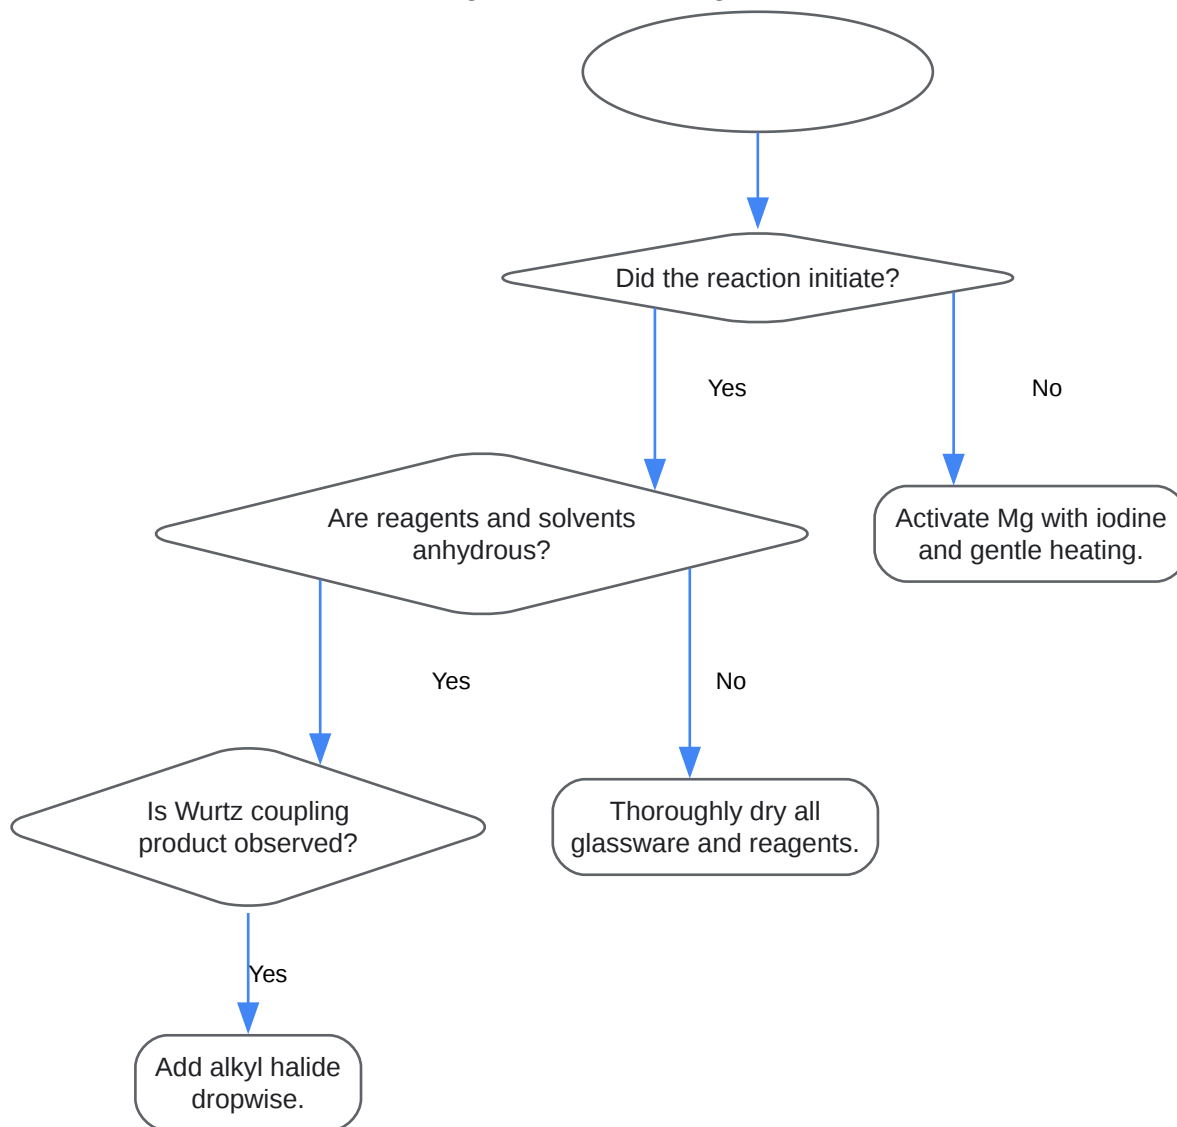 Did the reaction initiate?
Yes
No
Are reagents and solvents
anhydrous?
Activate Mg with iodine
and gentle heating.
Yes
No
Is Wurtz coupling
product observed?
Thoroughly dry all
glassware and reagents.
Yes
Add alkyl halide
dropwise.